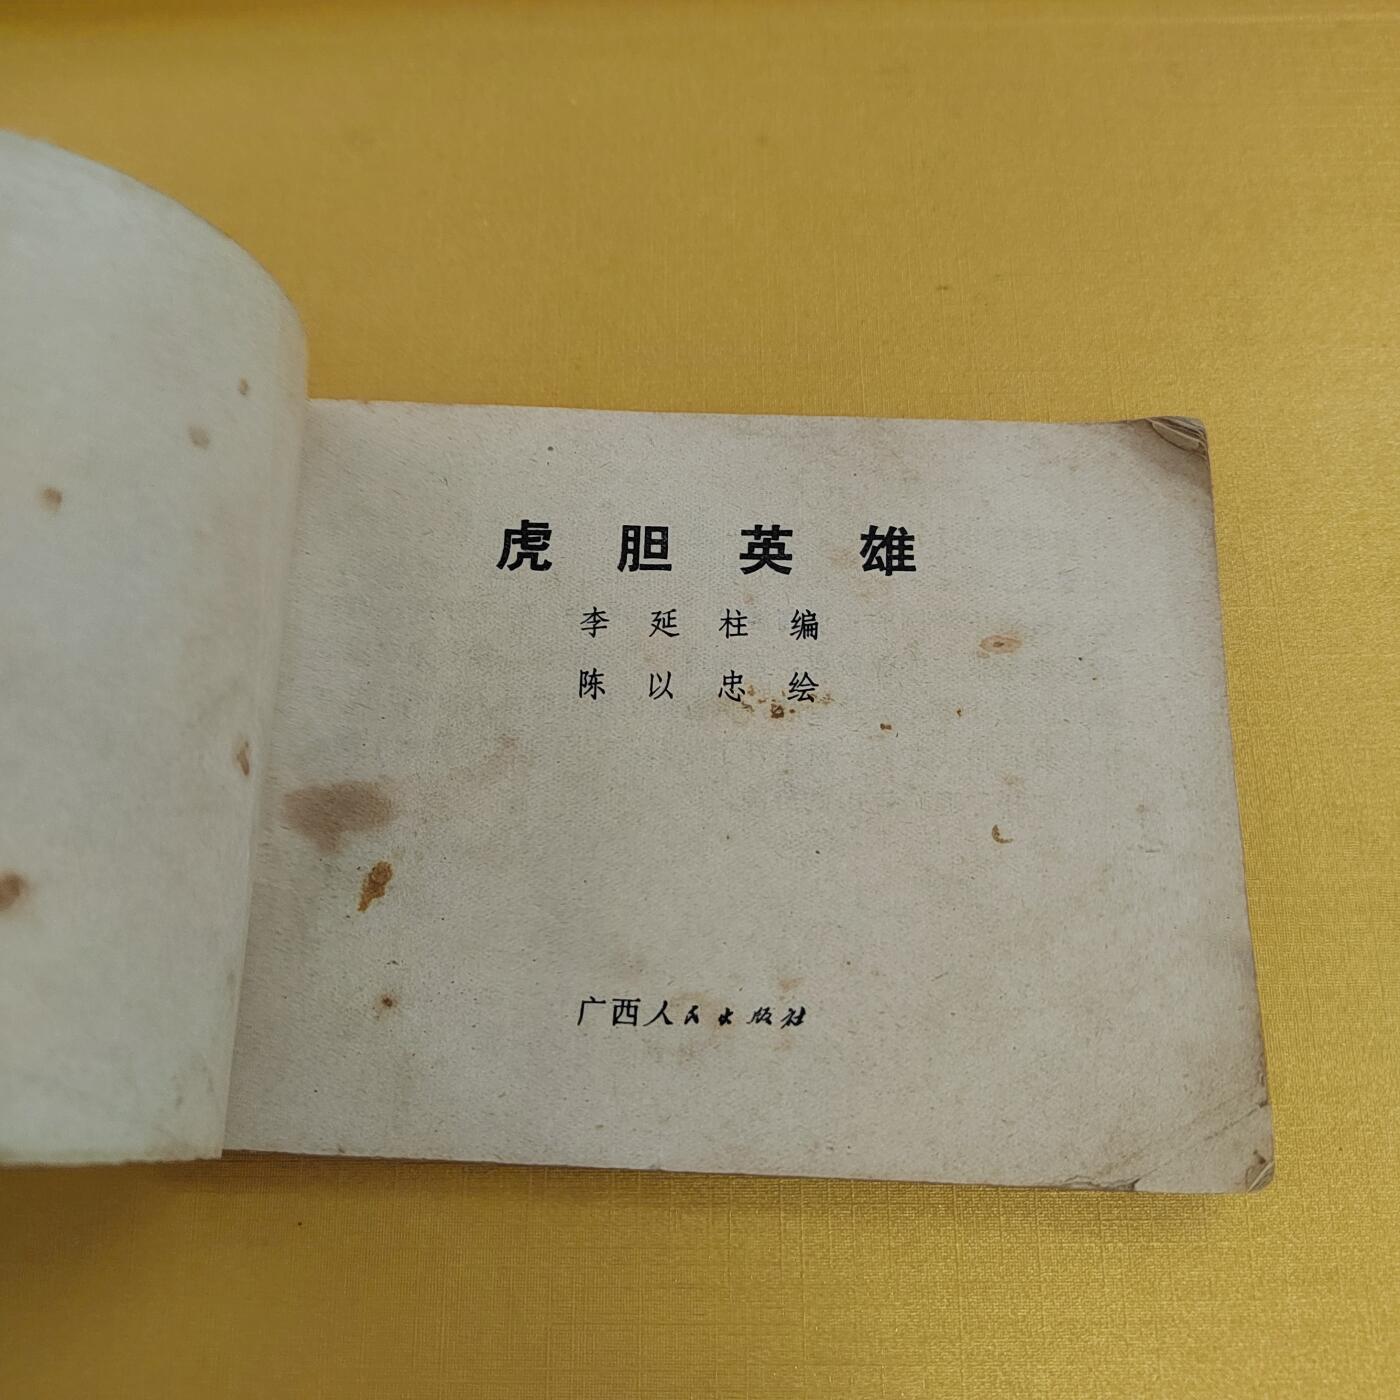 虎胆英雄
李延柱编
陈以忠绘
广西人民出版社